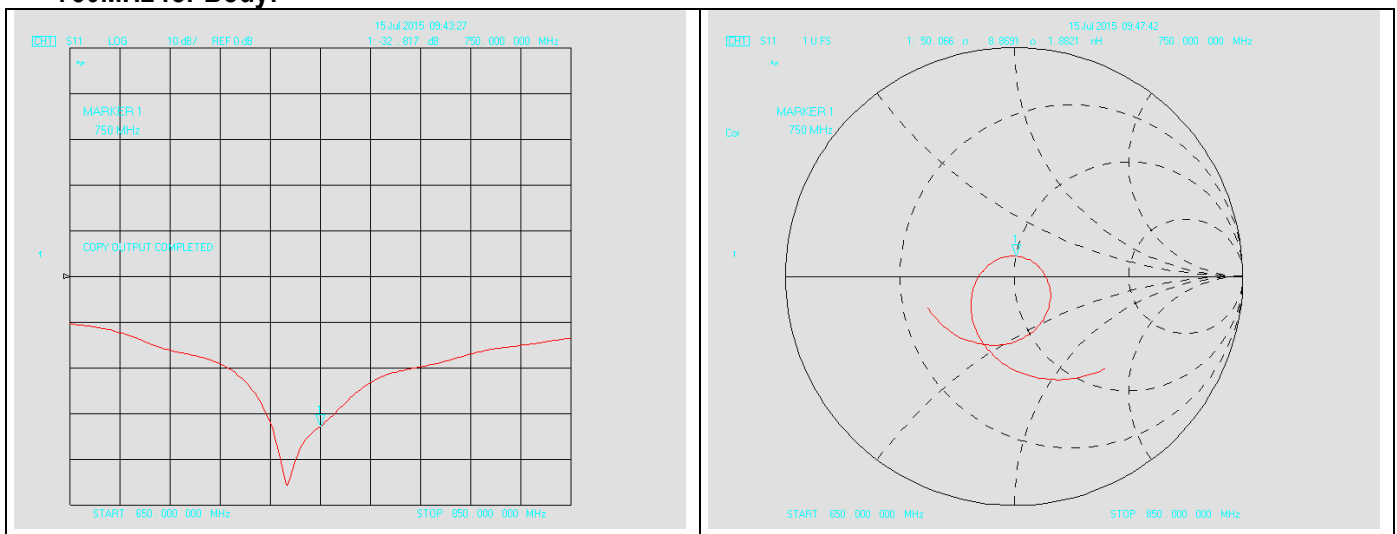 750MHz for Body:
15 Jul 2015 09:43:27
CH1 S11 LOG 10 dB/ REF 0 dB 1:-32 .817 dB 750.000 000 MHz
MARKER 1
750 MHz
COPY OUTPUT COMPLETED
1
1
START 650.000 000 MHz STOP 850.000 000 MHz
15 Jul 2015 09:47:42
CH1 S11 1 U FS 1: 50.066 o 8.8691 o 1.8821 nH 750.000 000 MHz
MARKER 1
750 MHz
Cor
1
1
START 650.000 000 MHz STOP 850.000 000 MHz